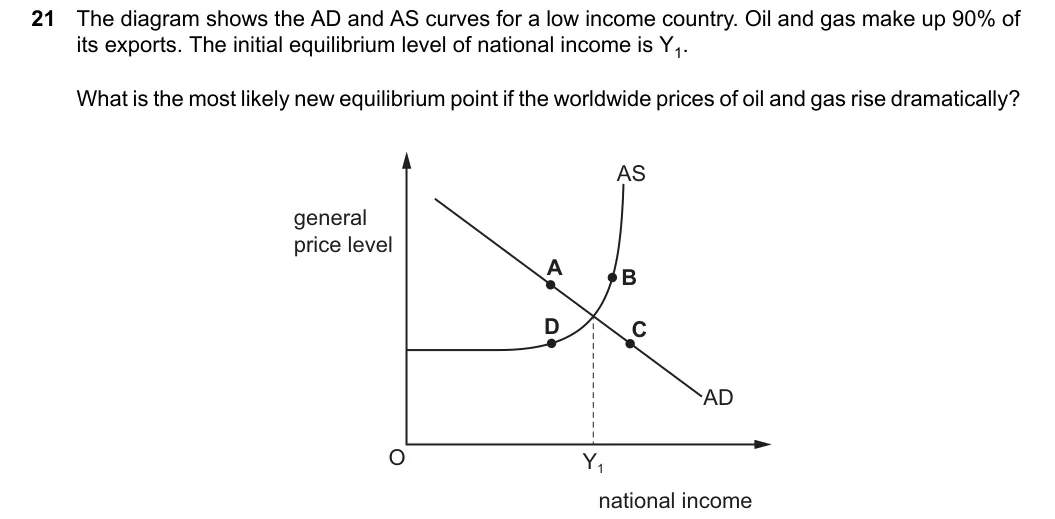 21 The diagram shows the AD and AS curves for a low income country. Oil and gas make up 90% of
its exports. The initial equilibrium level of national income is Y₁.
What is the most likely new equilibrium point if the worldwide prices of oil and gas rise dramatically?
AS
general
price level
A
B
D
C
AD
O
Y₁
national income